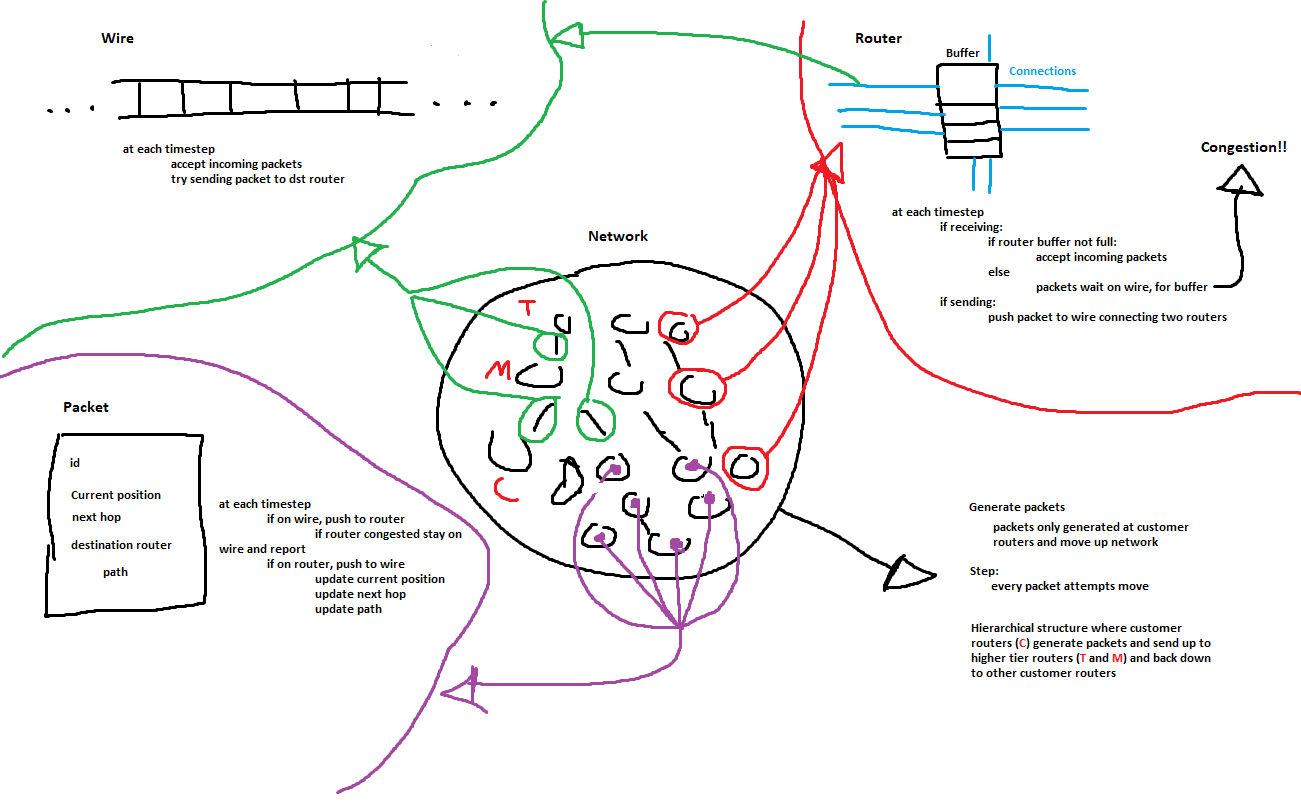 Wire
at each timestep
accept incoming packets
try sending packet to dst router
Router
Buffer
Connections
Congestion!!
at each timestep
if receiving:
if router buffer not full:
accept incoming packets
else
packets wait on wire, for buffer
if sending:
push packet to wire connecting two routers
Network
T
M
C
Packet
id
Current position
next hop
destination router
path
at each timestep
if on wire, push to router
if router congested stay on
wire and report
if on router, push to wire
update current position
update next hop
update path
Generate packets
packets only generated at customer
routers and move up network
Step:
every packet attempts move
Hierarchical structure where customer
routers (C) generate packets and send up to
higher tier routers (T and M) and back down
to other customer routers